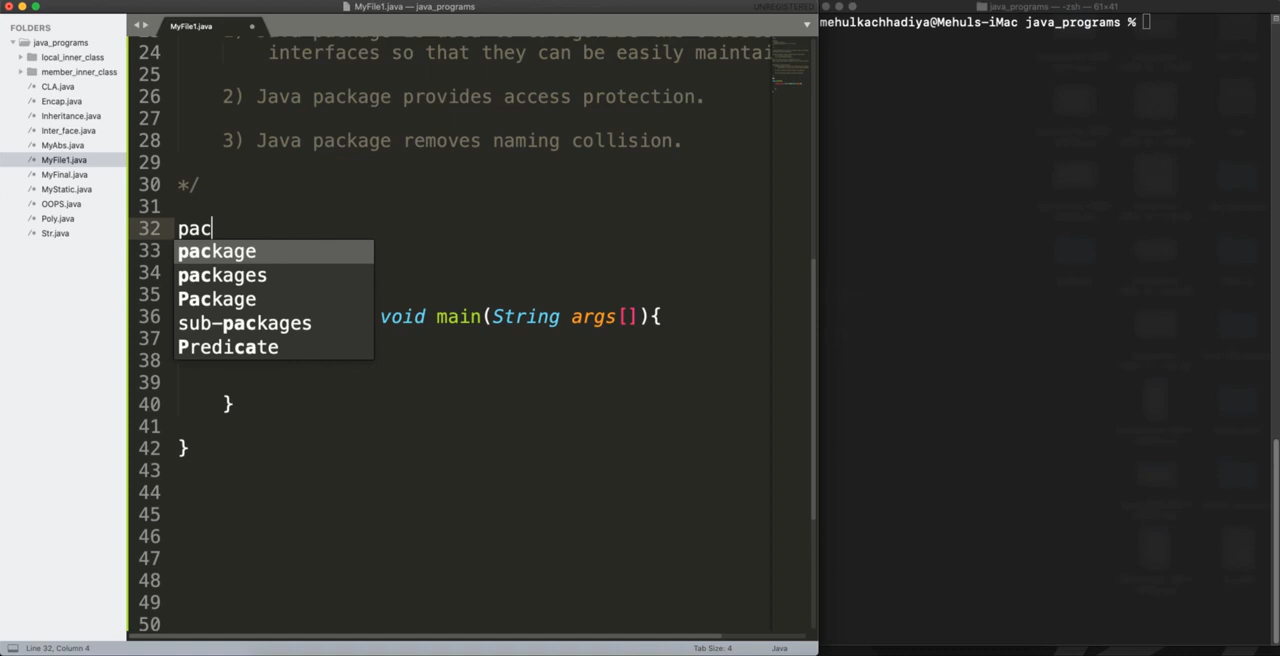 MyFile1.java — java_programs
UNREGISTERED
java_programs — -zsh — 61×41
FOLDERS
java_programs
local_inner_class
member_inner_class
CLA.java
Encap.java
Inheritance.java
Inter_face.java
MyAbs.java
MyFile1.java
MyFinal.java
MyStatic.java
OOPS.java
Poly.java
Str.java
MyFile1.java
24 interfaces so that they can be easily maintai
25
26 2) Java package provides access protection.
27
28 3) Java package removes naming collision.
29
30 */
31
32 pac
33 package
34 packages
35 Package
36 void main(String args[]){
37 sub-packages
38 Predicate
39
40 }
41
42 }
43
44
45
46
47
48
49
50
mehulkachhadiya@Mehuls-iMac java_programs %
Line 32, Column 4
Tab Size: 4
Java